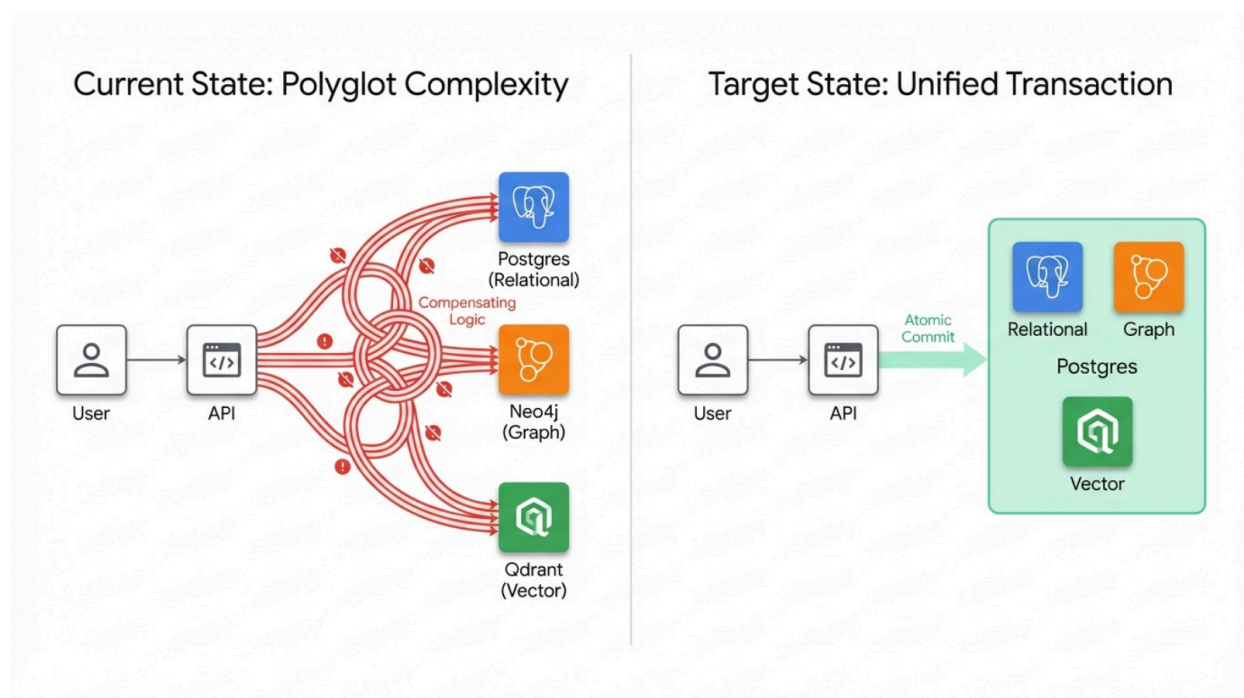 Current State: Polyglot Complexity
Postgres
(Relational)
Compensating
Logic
User
API
Neo4j
(Graph)
Qdrant
(Vector)
Target State: Unified Transaction
User
API
Atomic
Commit
Relational
Graph
Postgres
Vector